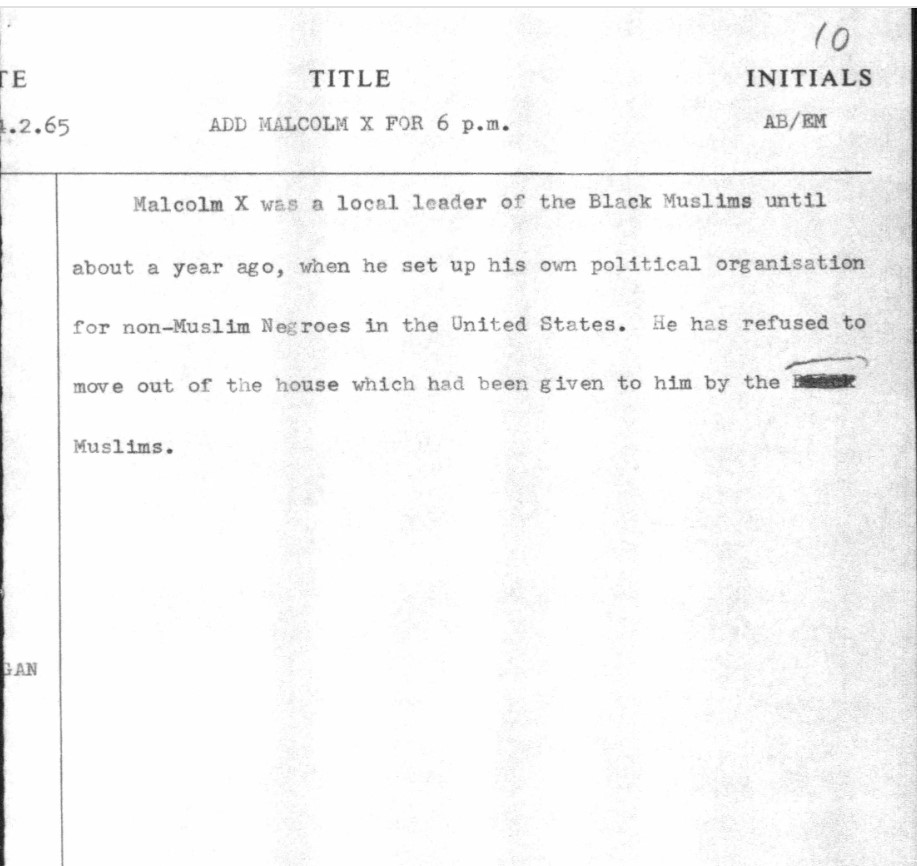 10
TE TITLE INITIALS
4.2.65 ADD MALCOLM X FOR 6 p.m. AB/EM
Malcolm X was a local leader of the Black Muslims until
about a year ago, when he set up his own political organisation
for non-Muslim Negroes in the United States. He has refused to
move out of the house which had been given to him by the
Muslims.
GAN